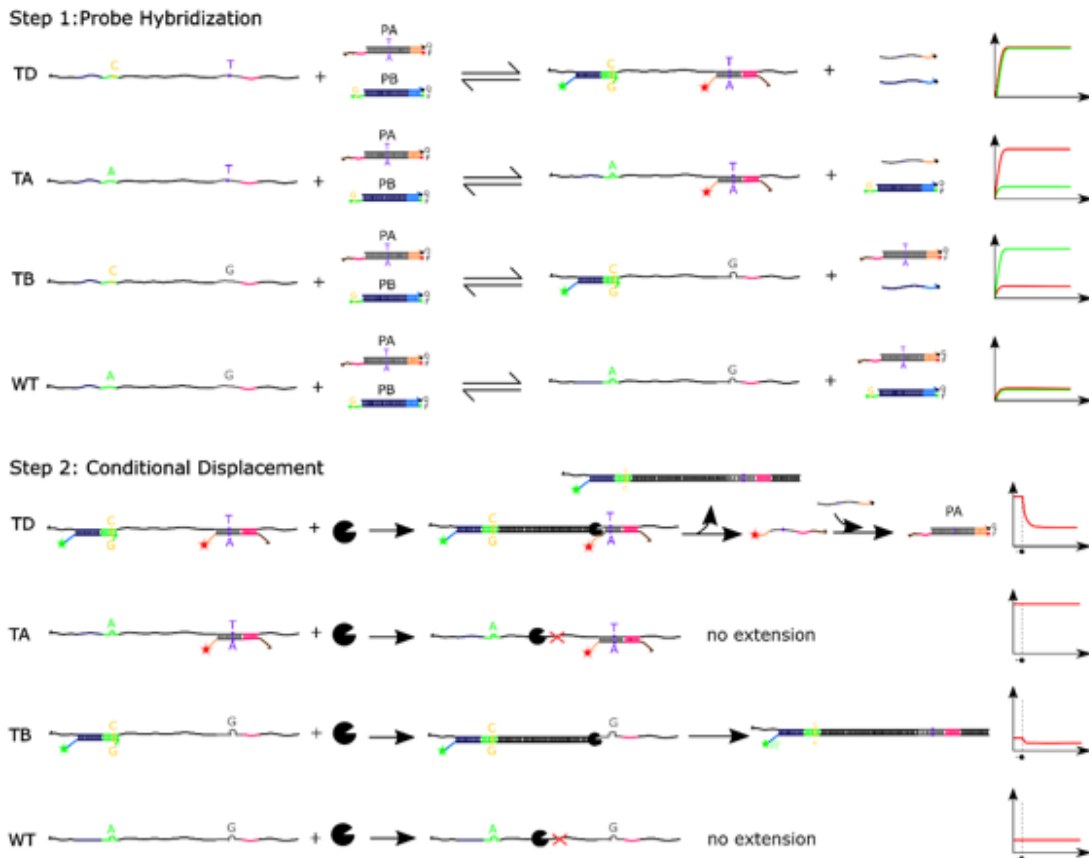 Step 1:Probe Hybridization
C T PA C T
TD + PB G G A +
A T PA A T
TA + G PB A +
C G PA C G
TB + G PB G +
A G PA A G
WT + G PB +
Step 2: Conditional Displacement
C T C T PA
TD G A + G A
A T A T
TA A + A no extension
C G C G
TB G + G
A G A G
WT + no extension